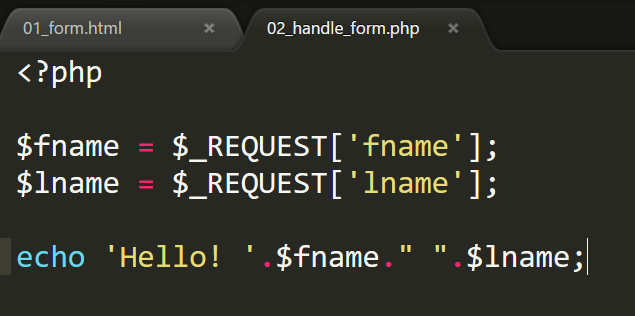 01_form.html × 02_handle_form.php ×
<?php
$fname = $_REQUEST['fname'];
$lname = $_REQUEST['lname'];
echo 'Hello! '.$fname." ".$lname;